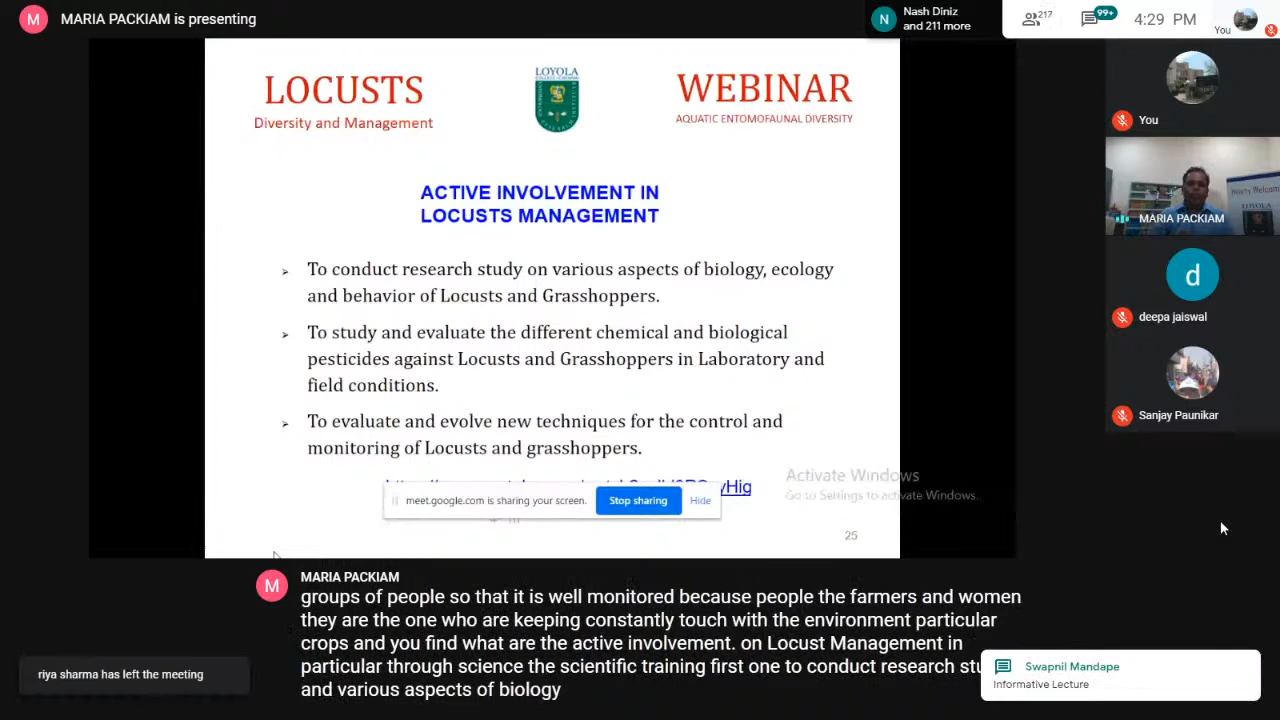 M MARIA PACKIAM is presenting
N Nash Diniz
and 211 more
217
99+
4:29 PM
You
LOCUSTS
Diversity and Management
LOYOLA
WEBINAR
AQUATIC ENTOMOFAUNAL DIVERSITY
ACTIVE INVOLVEMENT IN
LOCUSTS MANAGEMENT
To conduct research study on various aspects of biology, ecology
and behavior of Locusts and Grasshoppers.
To study and evaluate the different chemical and biological
pesticides against Locusts and Grasshoppers in Laboratory and
field conditions.
To evaluate and evolve new techniques for the control and
monitoring of Locusts and grasshoppers.
meet.google.com is sharing your screen. Stop sharing Hide
Activate Windows
Go to Settings to activate Windows.
25
You
LOYOLA
MARIA PACKIAM
d
deepa jaiswal
Sanjay Paunikar
M MARIA PACKIAM
groups of people so that it is well monitored because people the farmers and women
they are the one who are keeping constantly touch with the environment particular
crops and you find what are the active involvement. on Locust Management in
particular through science the scientific training first one to conduct research
and various aspects of biology
riya sharma has left the meeting
Swapnil Mandape
Informative Lecture